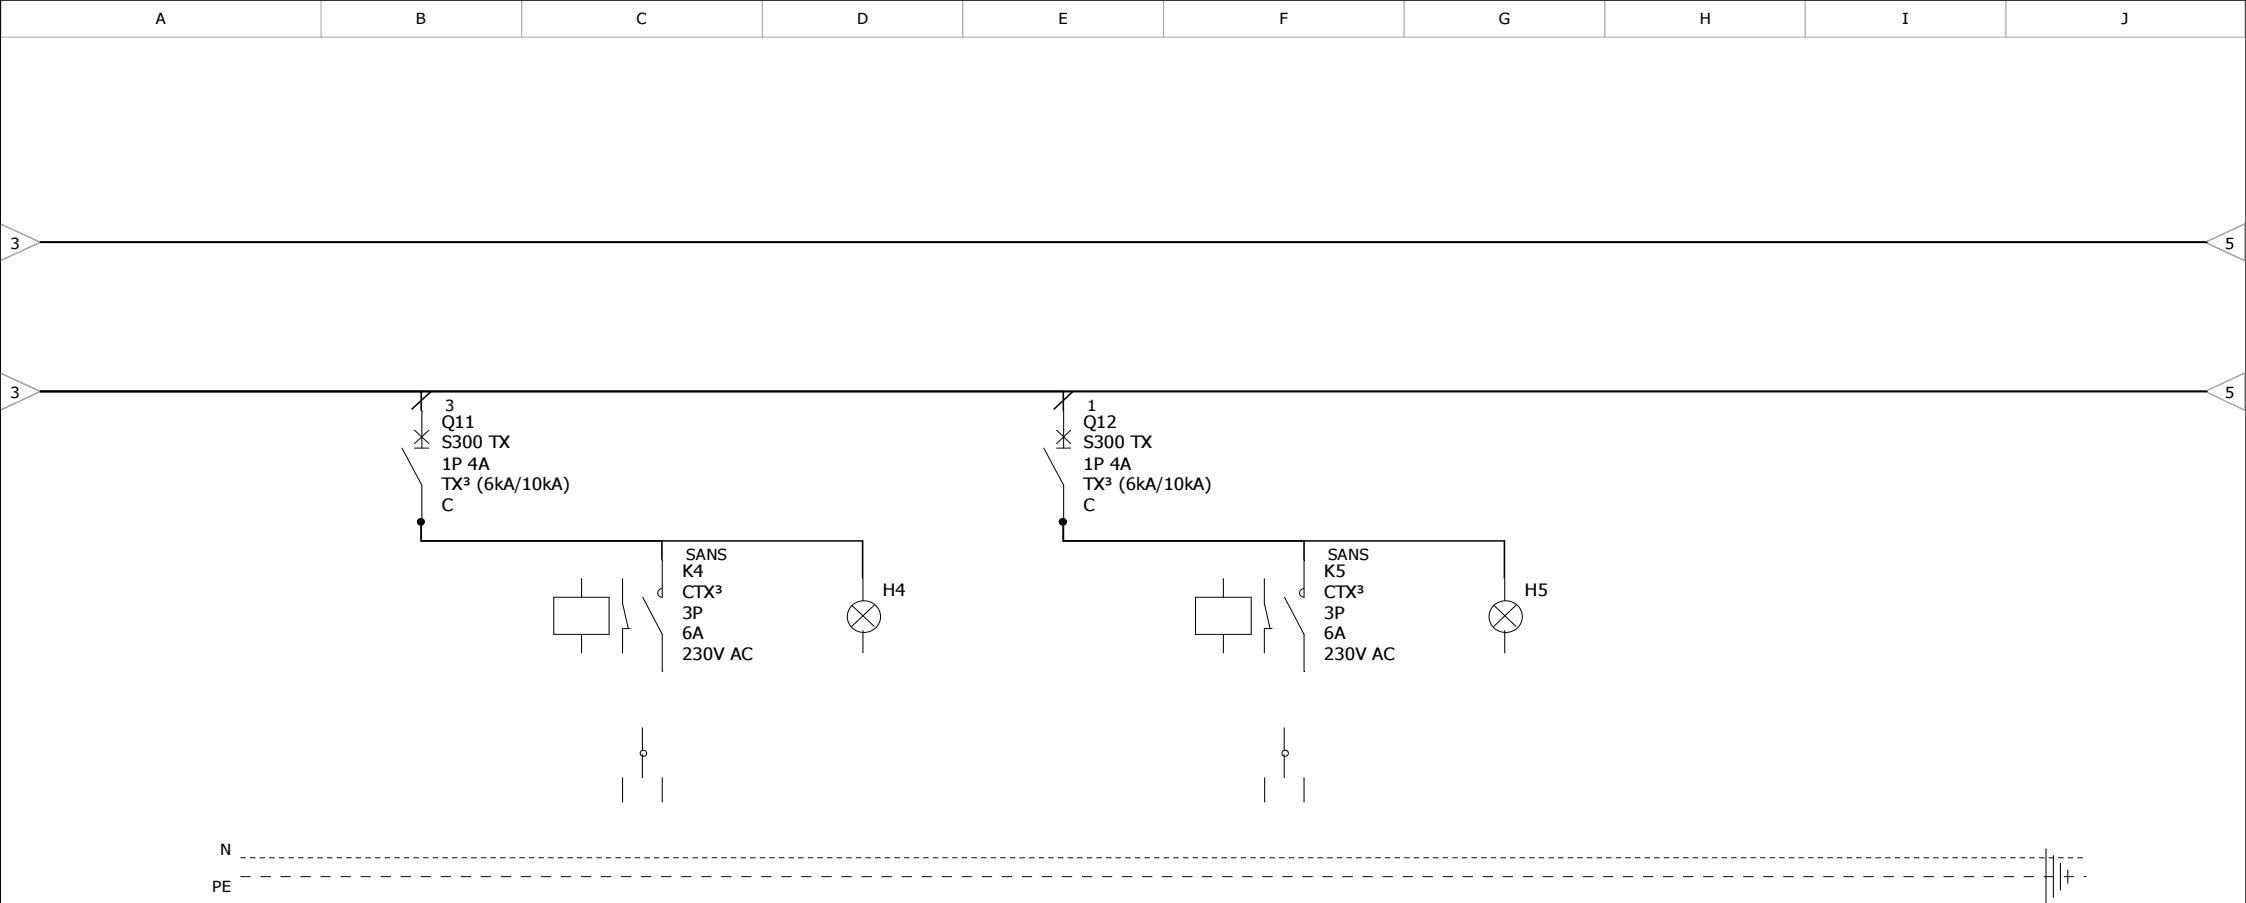 A B C D E F G H I J
3 5
3 5
3
Q11
S300 TX
1P 4A
TX³ (6kA/10kA)
C
1
Q12
S300 TX
1P 4A
TX³ (6kA/10kA)
C
SANS
K4
CTX³
3P
6A
230V AC
H4
SANS
K5
CTX³
3P
6A
230V AC
H5
N
PE